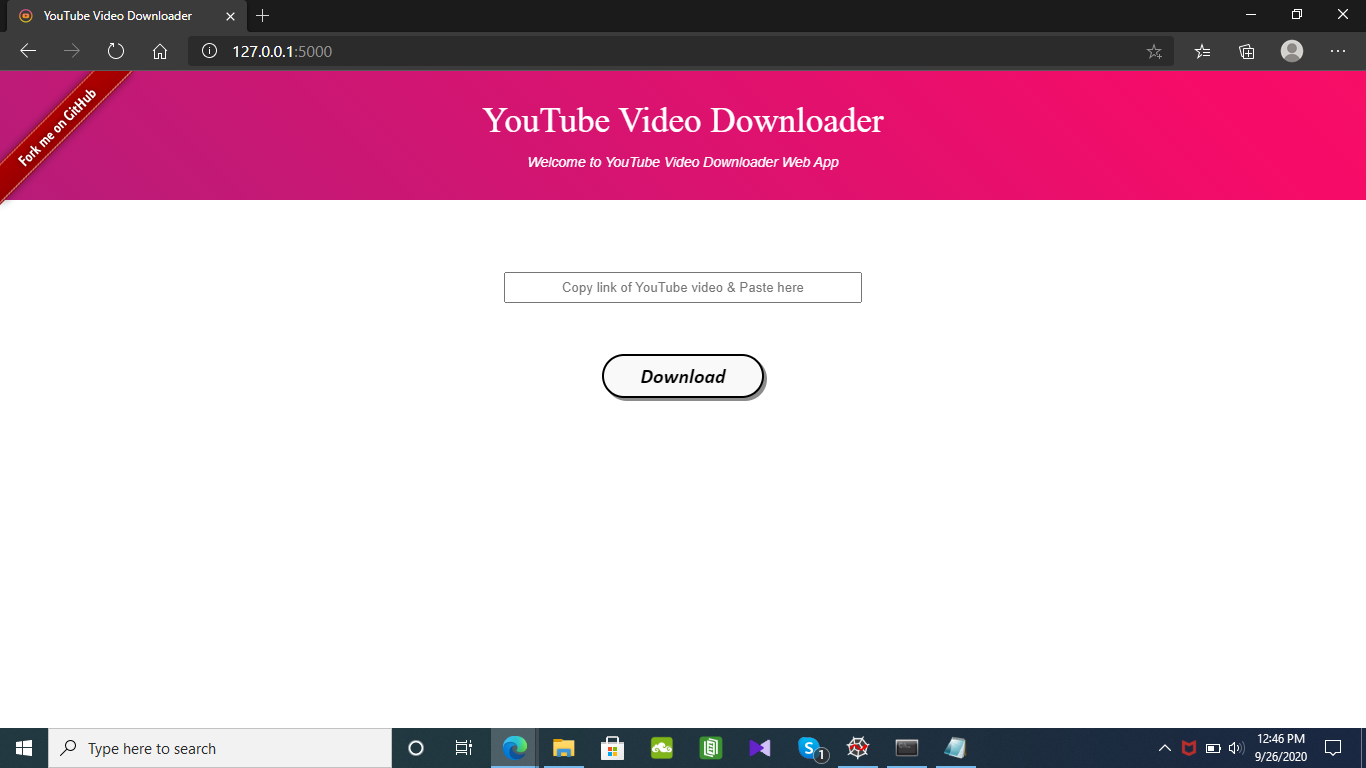 YouTube Video Downloader
127.0.0.1:5000
Fork me on GitHub
YouTube Video Downloader
Welcome to YouTube Video Downloader Web App
Copy link of YouTube video & Paste here
Download
Type here to search
1
12:46 PM
9/26/2020